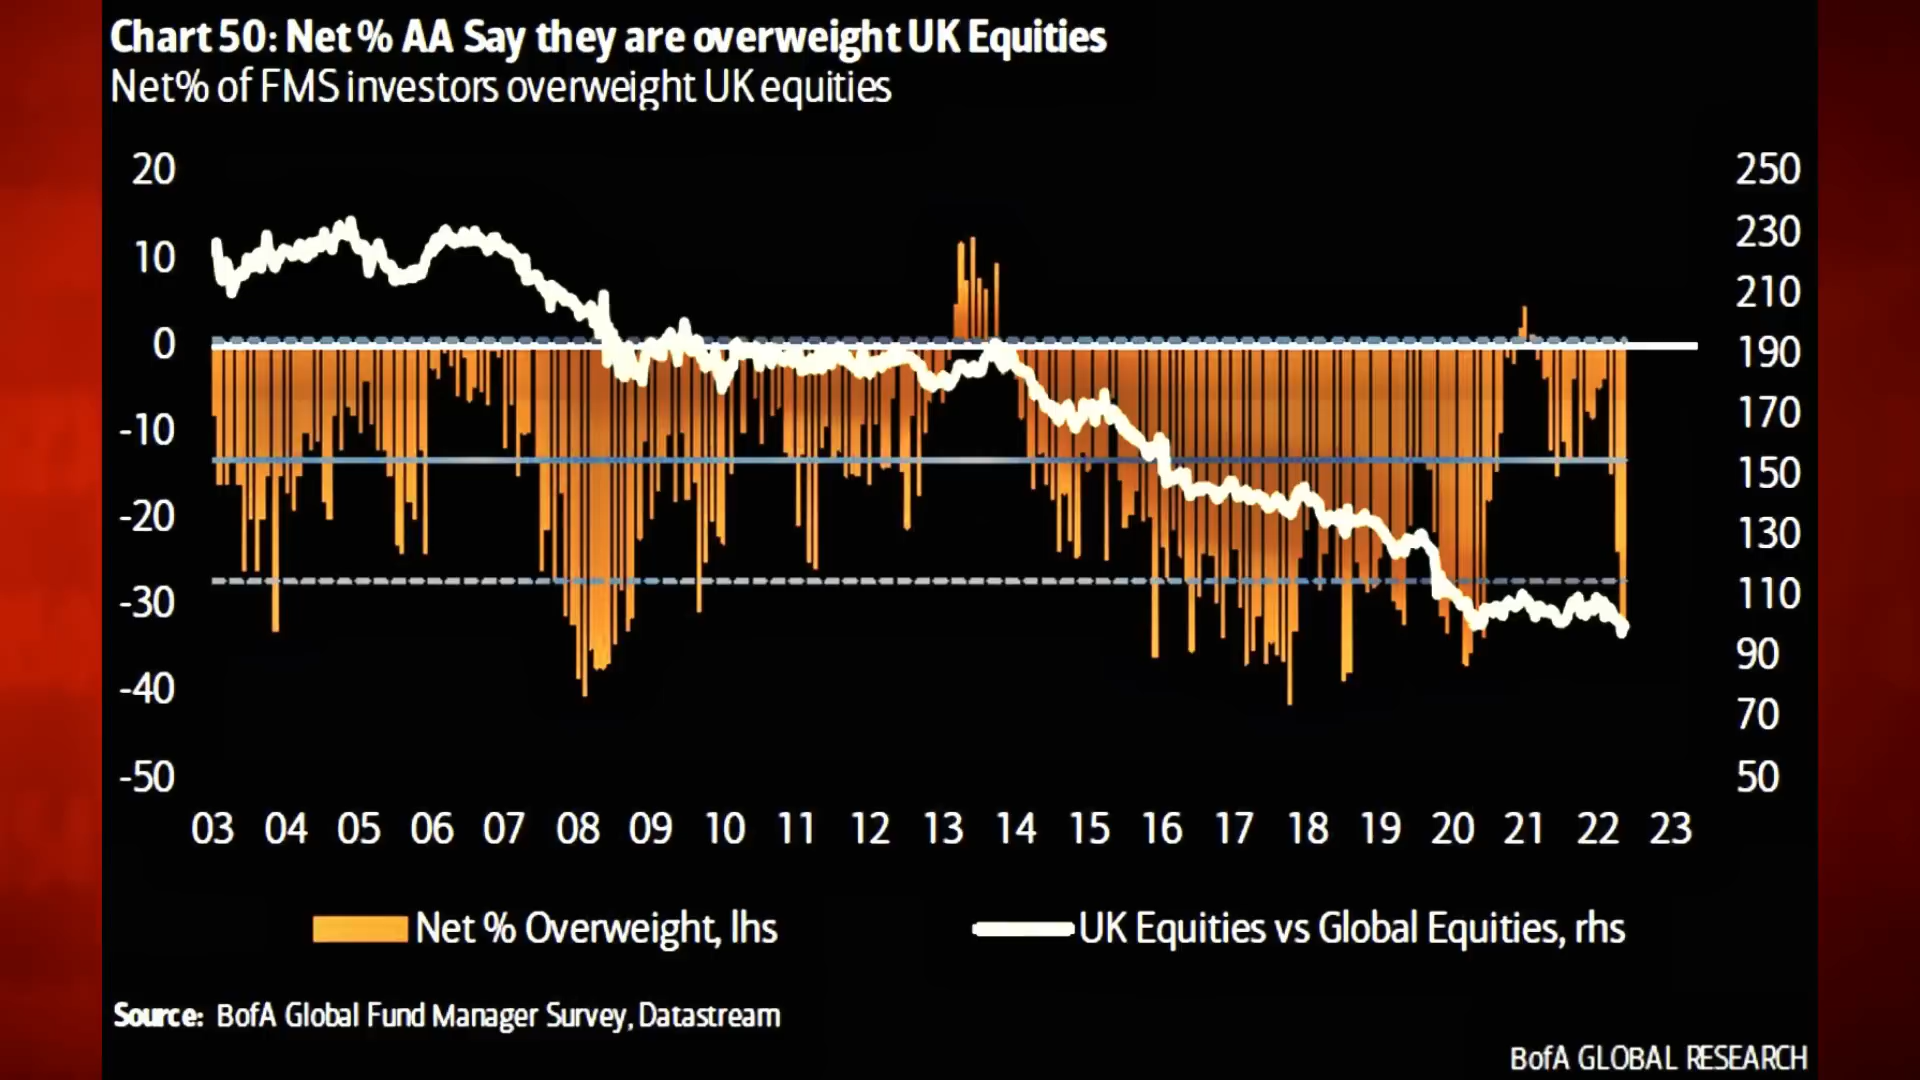 Chart 50: Net % AA Say they are overweight UK Equities
Net% of FMS investors overweight UK equities
20 250
10 230
210
0 190
-10 170
-20 150
130
-30 110
-40 90
70
-50 50
03 04 05 06 07 08 09 10 11 12 13 14 15 16 17 18 19 20 21 22 23
Net % Overweight, lhs UK Equities vs Global Equities, rhs
Source: BofA Global Fund Manager Survey, Datastream
BofA GLOBAL RESEARCH